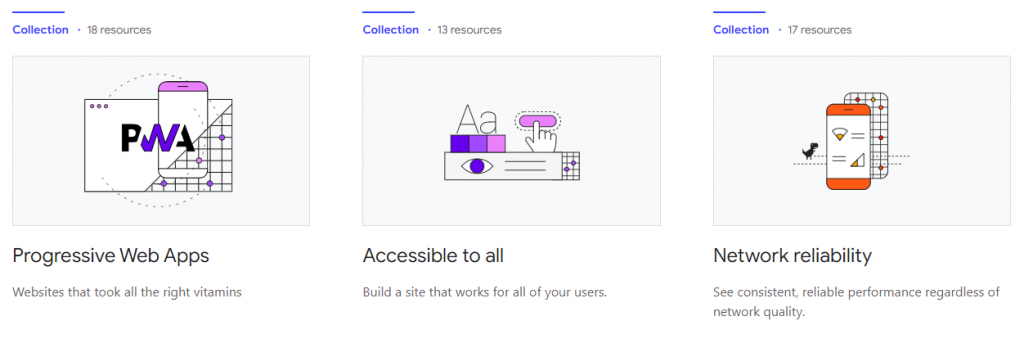 Collection • 18 resources
PWA
Progressive Web Apps
Websites that took all the right vitamins
Collection • 13 resources
Aa
Accessible to all
Build a site that works for all of your users.
Collection • 17 resources
Network reliability
See consistent, reliable performance regardless of
network quality.